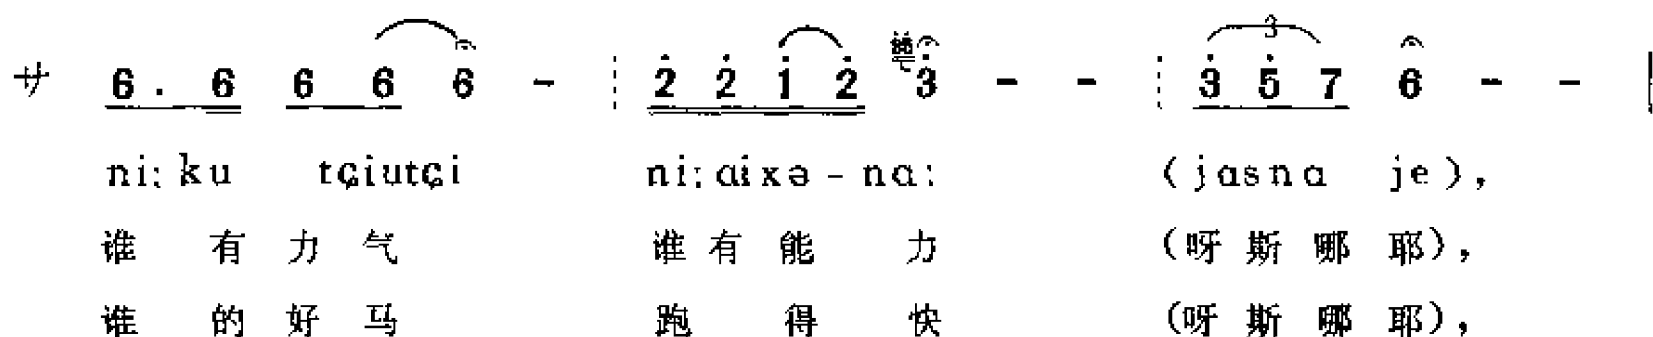 サ 6. 6 6 6 6 - 2 2 1 2 3 - - 3 5 7 6 - -
3
ni: ku tɕiutɕi ni: ɑixə-nɑ: (jɑsnɑ je),
谁 有 力 气 谁 有 能 力 (呀 斯 哪 耶),
谁 的 好 马 跑 得 快 (呀 斯 哪 耶),